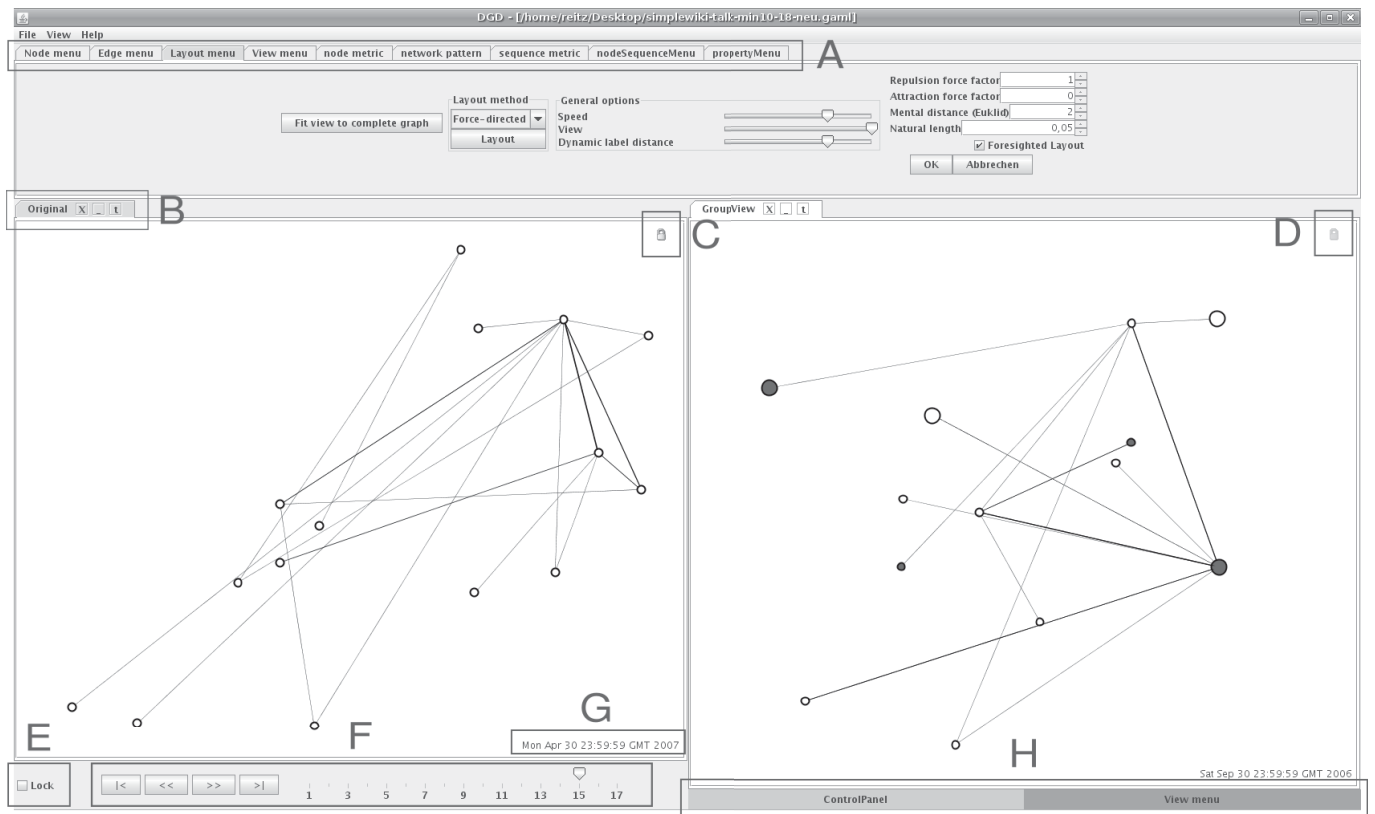 DGD - [/home/reitz/Desktop/simplewiki-talk-min10-18-neu.gaml]
File View Help
Node menu Edge menu Layout menu View menu node metric network pattern sequence metric nodeSequenceMenu propertyMenu
A
Fit view to complete graph
Layout method
Force-directed
Layout
General options
Speed
View
Dynamic label distance
Repulsion force factor 1
Attraction force factor 0
Mental distance (Euklid) 2
Natural length 0,05
Foresighted Layout
OK Abbrechen
Original X _ t
B
GroupView X _ t
C
D
E
F
G
Mon Apr 30 23:59:59 GMT 2007
H
Sat Sep 30 23:59:59 GMT 2006
Lock
|< << >> >|
1 3 5 7 9 11 13 15 17
ControlPanel View menu